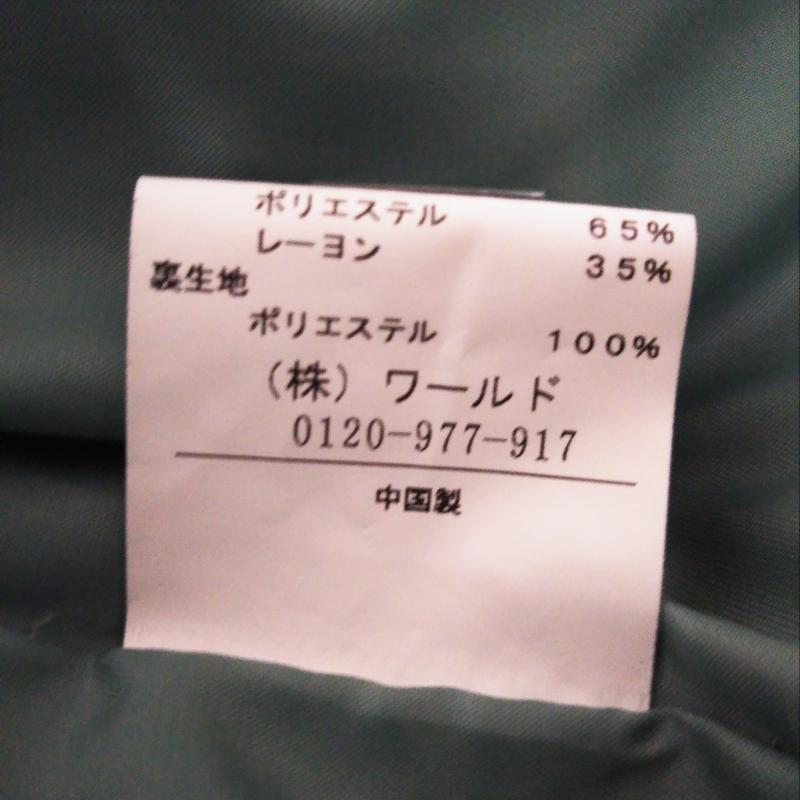 ポリエステル 65%
レーヨン 35%
裏生地
ポリエステル 100%
(株) ワールド
0120-977-917
中国製